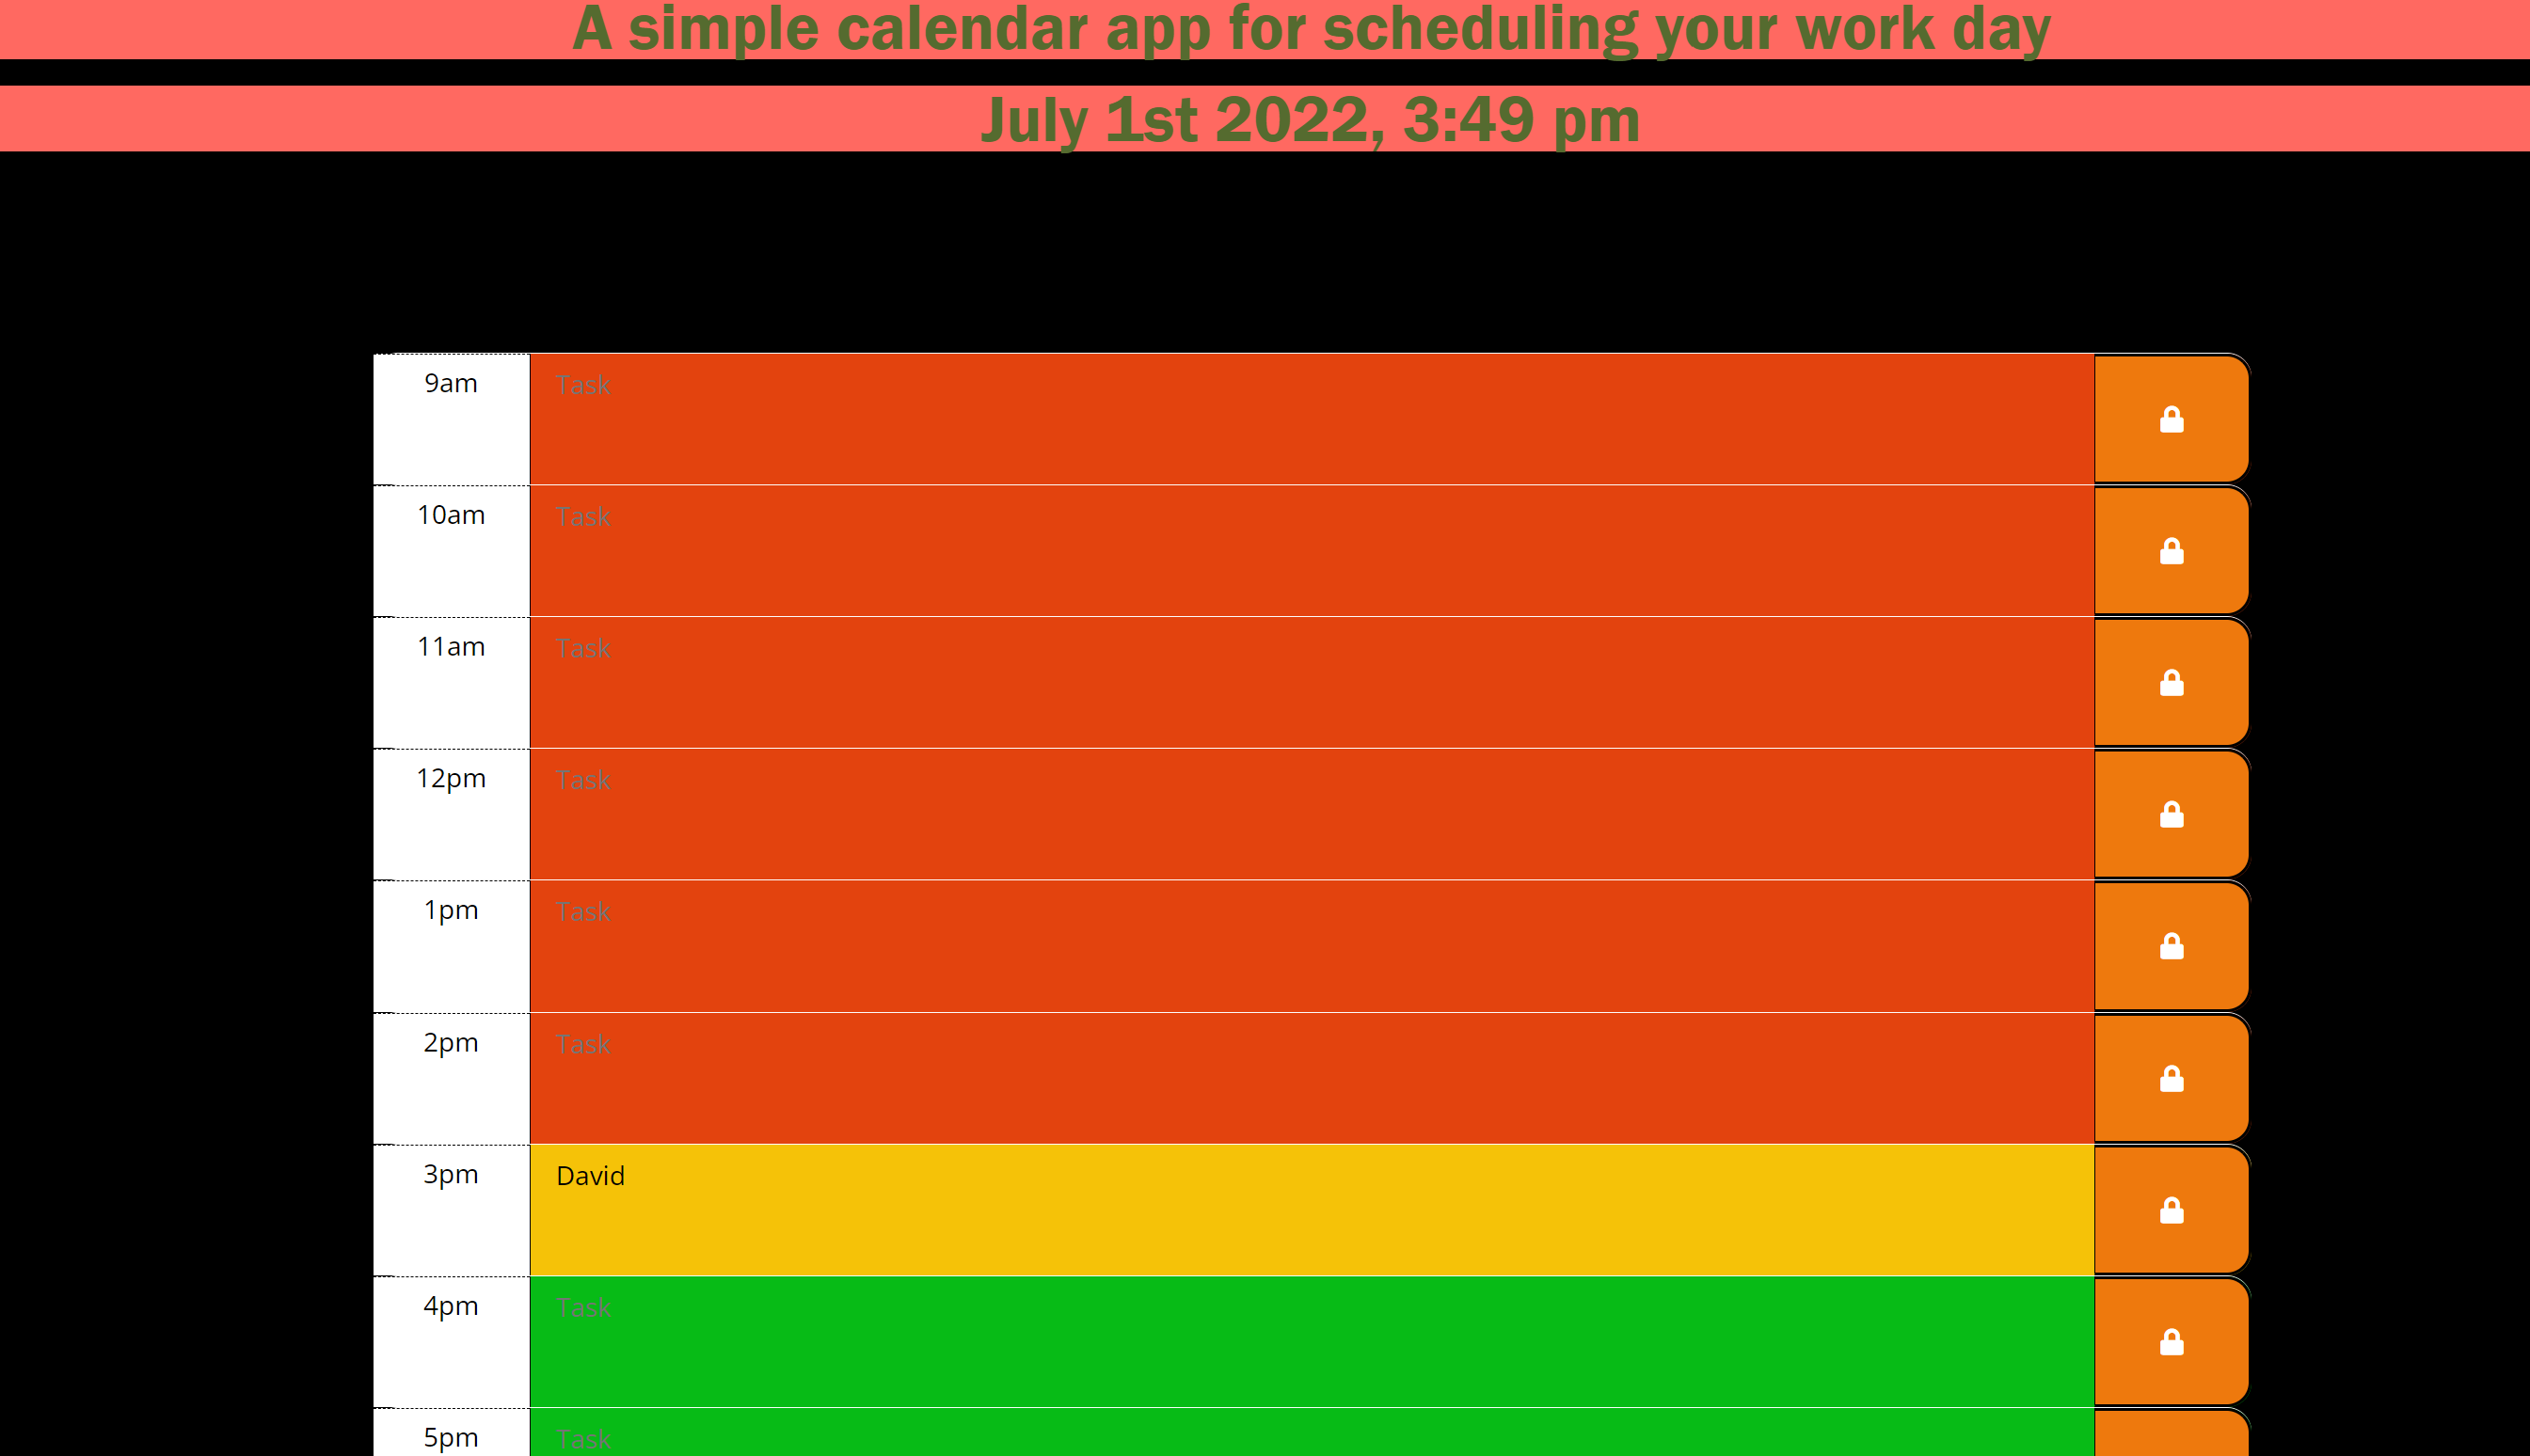 A simple calendar app for scheduling your work day
July 1st 2022, 3:49 pm
9am Task
10am Task
11am Task
12pm Task
1pm Task
2pm Task
3pm David
4pm Task
5pm Task